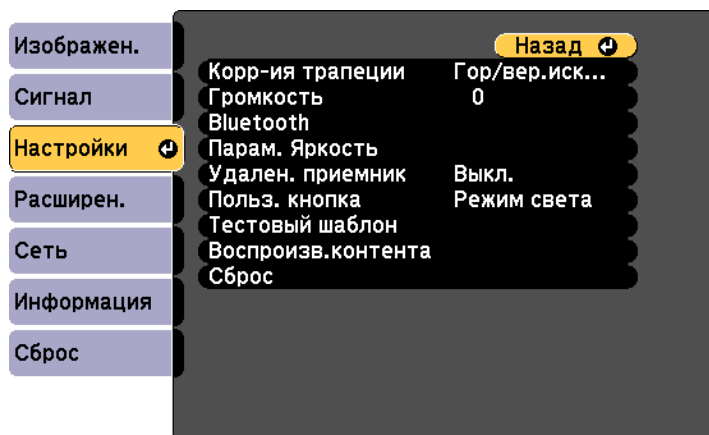 Изображен.
Сигнал
Настройки
Расширен.
Сеть
Информация
Сброс
Назад
Корр-ия трапеции Гор/вер.иск...
Громкость 0
Bluetooth
Парам. Яркость
Удален. приемник Выкл.
Польз. кнопка Режим света
Тестовый шаблон
Воспроизв.контента
Сброс